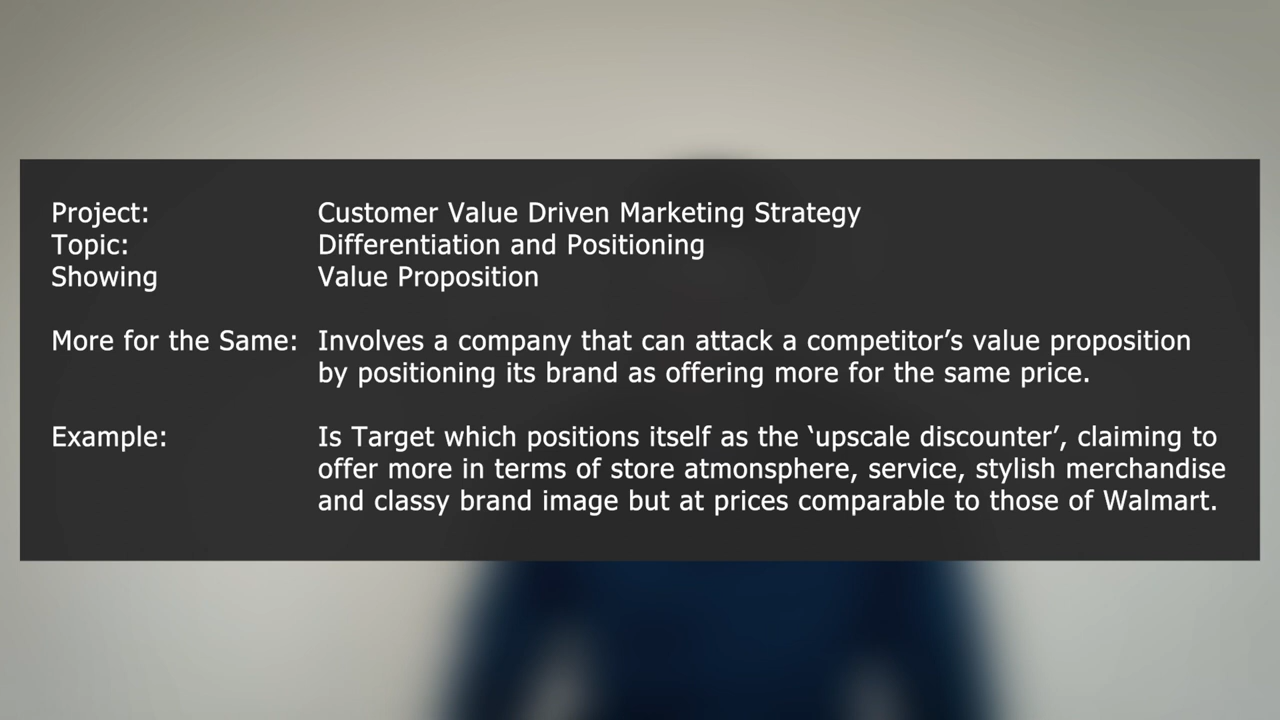 Project: Customer Value Driven Marketing Strategy
Topic: Differentiation and Positioning
Showing Value Proposition
More for the Same: Involves a company that can attack a competitor’s value proposition
by positioning its brand as offering more for the same price.
Example: Is Target which positions itself as the ‘upscale discounter’, claiming to
offer more in terms of store atmonsphere, service, stylish merchandise
and classy brand image but at prices comparable to those of Walmart.